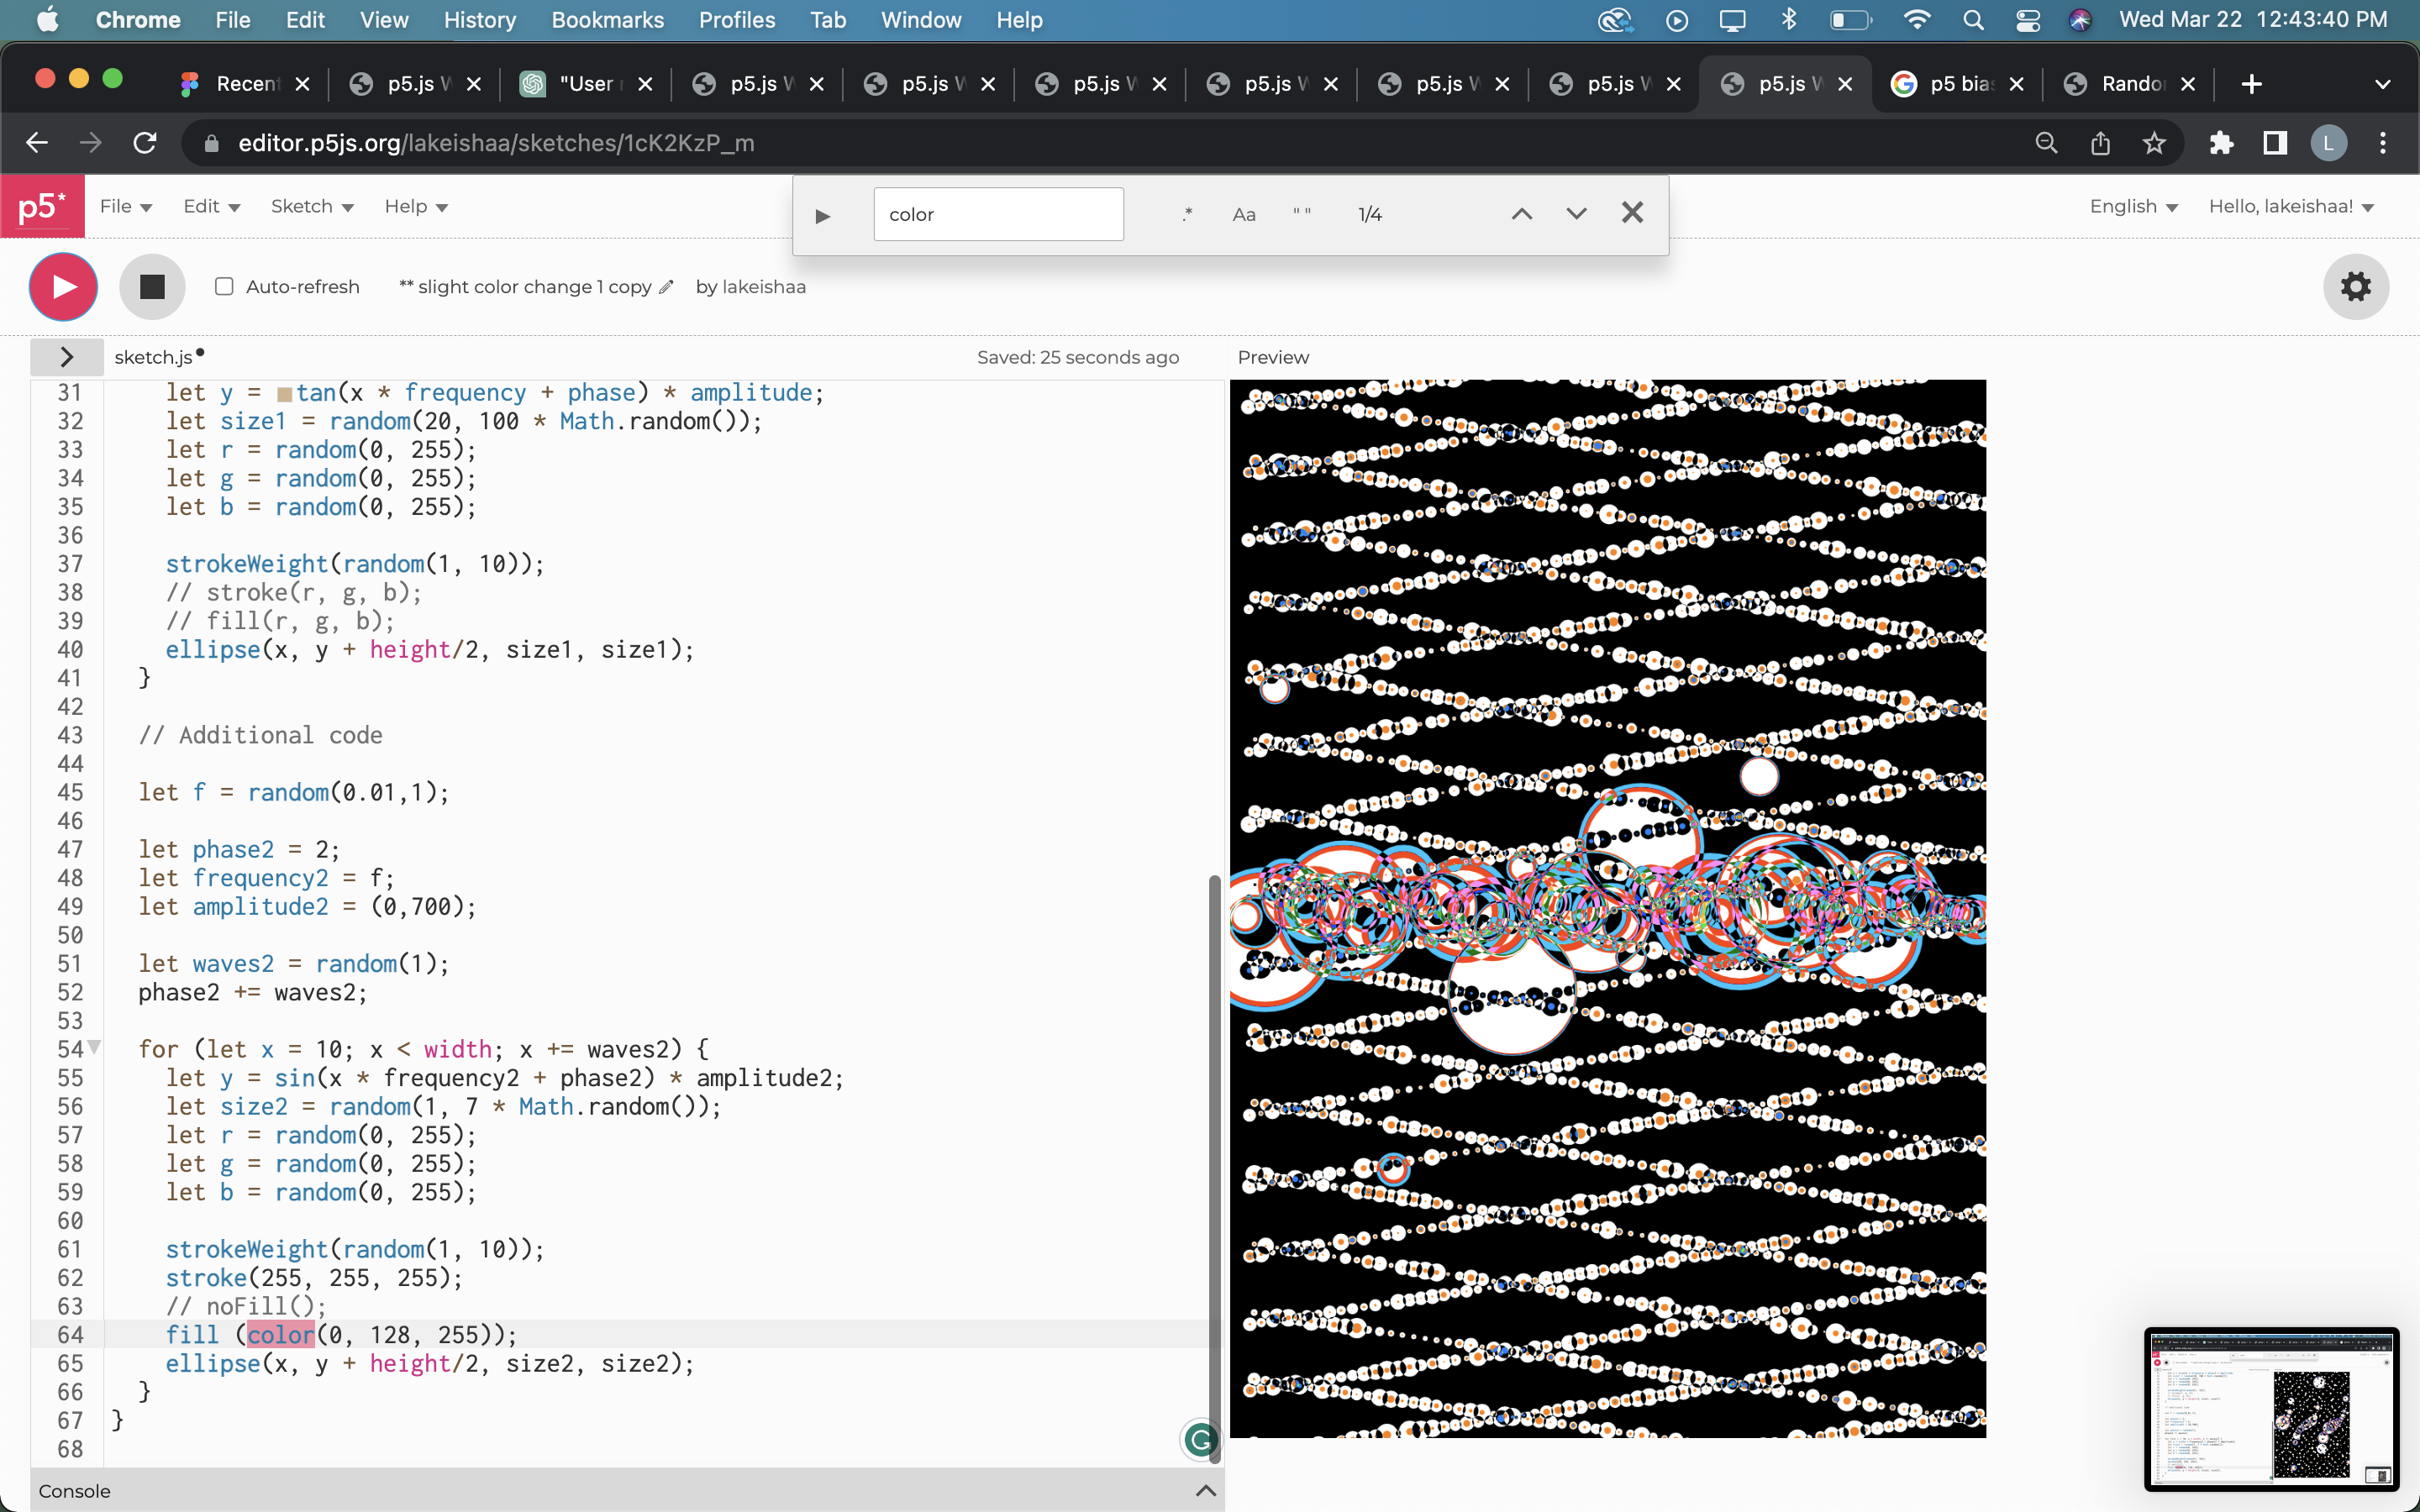 Chrome File Edit View History Bookmarks Profiles Tab Window Help Wed Mar 22 12:43:40 PM
Recent p5.js W "User p5.js W p5.js W p5.js W p5.js W p5.js W p5.js W p5.js W p5 bias Rando
editor.p5js.org/lakeishaa/sketches/1cK2KzP_m L
p5* File Edit Sketch Help color .* Aa " " 1/4 English Hello, lakeishaa!
Auto-refresh ** slight color change 1 copy by lakeishaa
sketch.js Saved: 25 seconds ago Preview
31 let y = tan(x * frequency + phase) * amplitude;
32 let size1 = random(20, 100 * Math.random());
33 let r = random(0, 255);
34 let g = random(0, 255);
35 let b = random(0, 255);
36
37 strokeWeight(random(1, 10));
38 // stroke(r, g, b);
39 // fill(r, g, b);
40 ellipse(x, y + height/2, size1, size1);
41 }
42
43 // Additional code
44
45 let f = random(0.01,1);
46
47 let phase2 = 2;
48 let frequency2 = f;
49 let amplitude2 = (0,700);
50
51 let waves2 = random(1);
52 phase2 += waves2;
53
54 for (let x = 10; x < width; x += waves2) {
55 let y = sin(x * frequency2 + phase2) * amplitude2;
56 let size2 = random(1, 7 * Math.random());
57 let r = random(0, 255);
58 let g = random(0, 255);
59 let b = random(0, 255);
60
61 strokeWeight(random(1, 10));
62 stroke(255, 255, 255);
63 // noFill();
64 fill (color(0, 128, 255));
65 ellipse(x, y + height/2, size2, size2);
66 }
67 }
68
Console